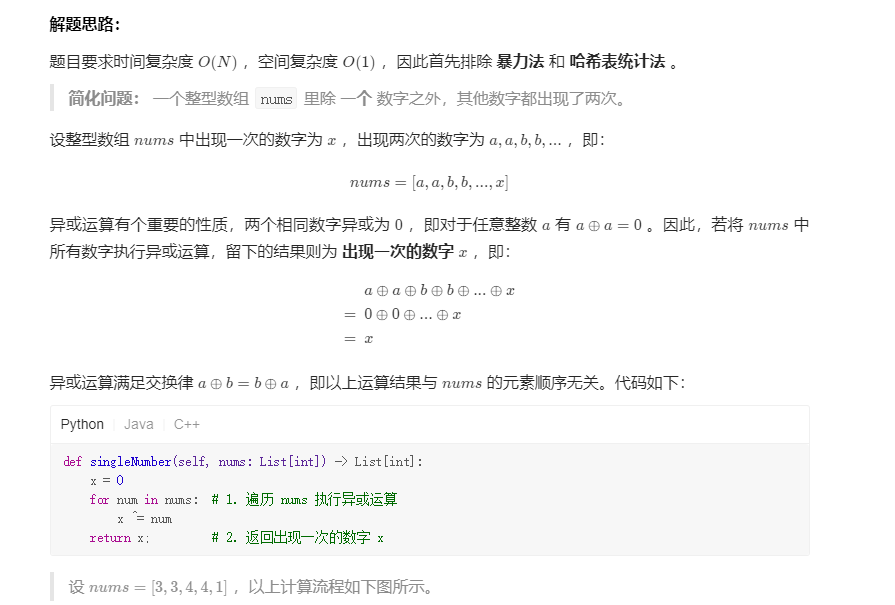 解题思路：
题目要求时间复杂度 O(N) ，空间复杂度 O(1) ，因此首先排除 暴力法 和 哈希表统计法 。
简化问题： 一个整型数组 nums 里除 一个 数字之外，其他数字都出现了两次。
设整型数组 nums 中出现一次的数字为 x ，出现两次的数字为 a, a, b, b, ... ，即：
nums = [a, a, b, b, ..., x]
异或运算有个重要的性质，两个相同数字异或为 0 ，即对于任意整数 a 有 a ⊕ a = 0 。因此，若将 nums 中
所有数字执行异或运算，留下的结果则为 出现一次的数字 x ，即：
a ⊕ a ⊕ b ⊕ b ⊕ ... ⊕ x
= 0 ⊕ 0 ⊕ ... ⊕ x
= x
异或运算满足交换律 a ⊕ b = b ⊕ a ，即以上运算结果与 nums 的元素顺序无关。代码如下：
Python Java C++
def singleNumber(self, nums: List[int]) -> List[int]:
x = 0
for num in nums: # 1. 遍历 nums 执行异或运算
x ^= num
return x; # 2. 返回出现一次的数字 x
设 nums = [3, 3, 4, 4, 1] ，以上计算流程如下图所示。